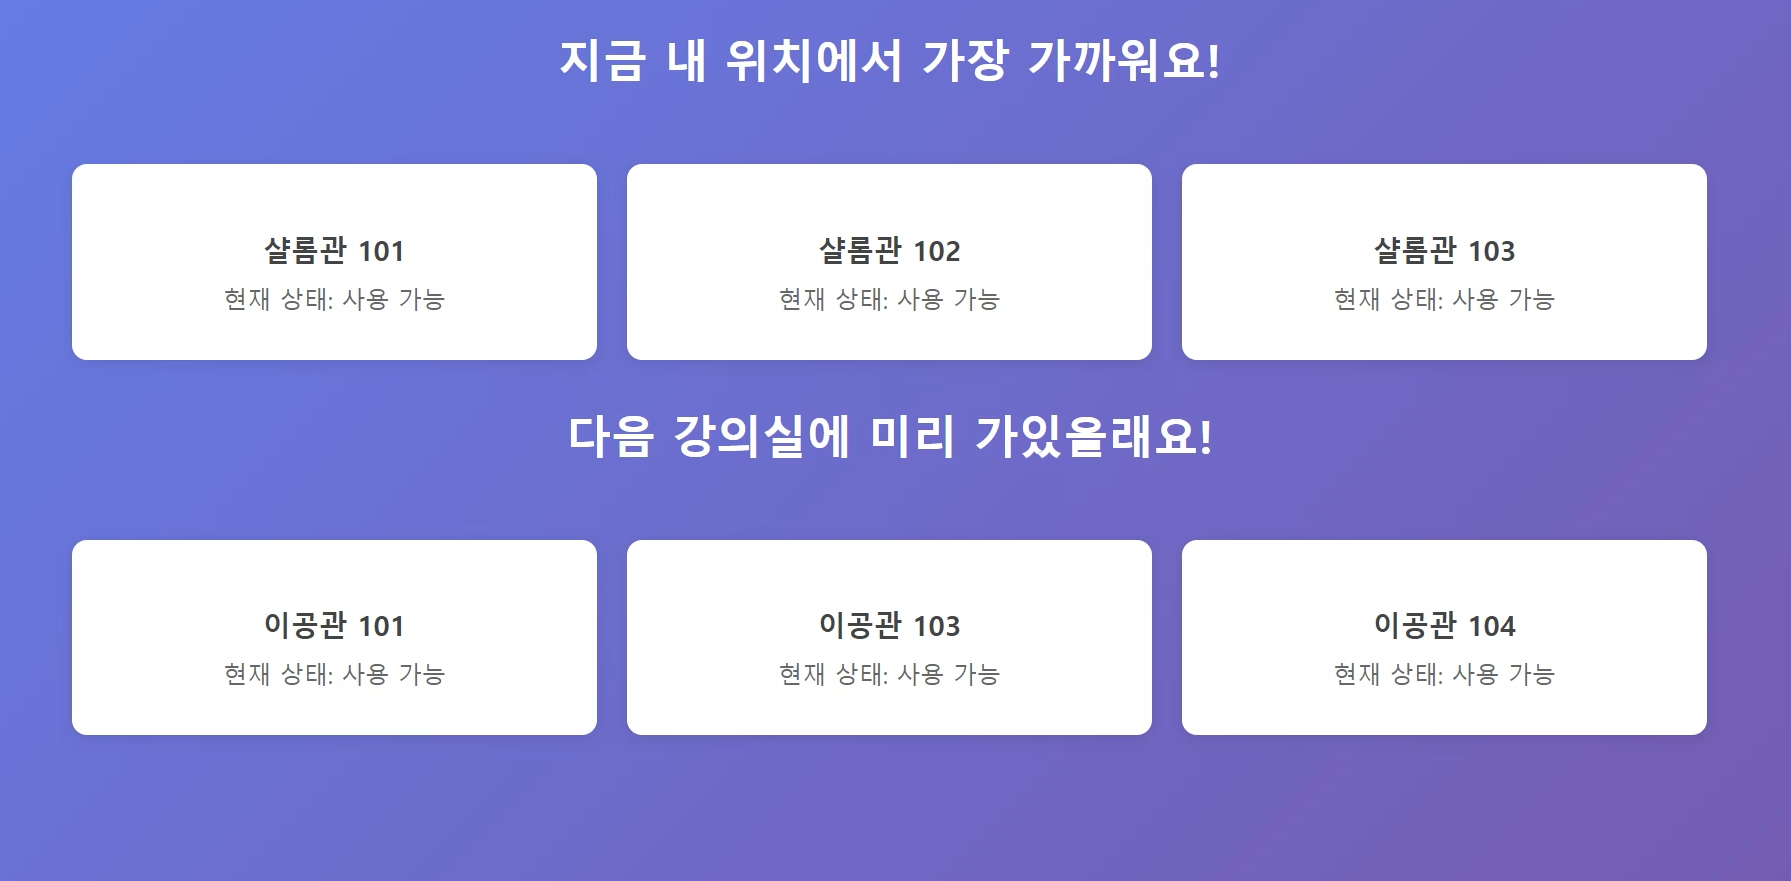 지금 내 위치에서 가장 가까워요!
샬롬관 101
현재 상태: 사용 가능
샬롬관 102
현재 상태: 사용 가능
샬롬관 103
현재 상태: 사용 가능
다음 강의실에 미리 가있을래요!
이공관 101
현재 상태: 사용 가능
이공관 103
현재 상태: 사용 가능
이공관 104
현재 상태: 사용 가능